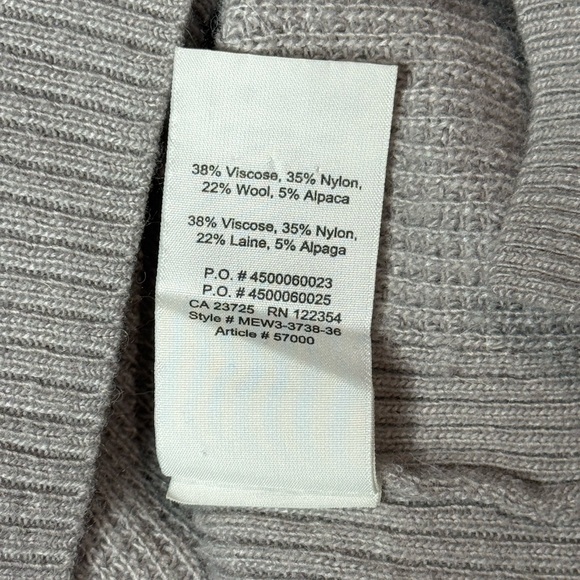 38% Viscose, 35% Nylon,
22% Wool, 5% Alpaca
38% Viscose, 35% Nylon,
22% Laine, 5% Alpaga
P.O. # 4500060023
P.O. # 4500060025
CA 23725 RN 122354
Style # MEW3-3738-36
Article # 57000